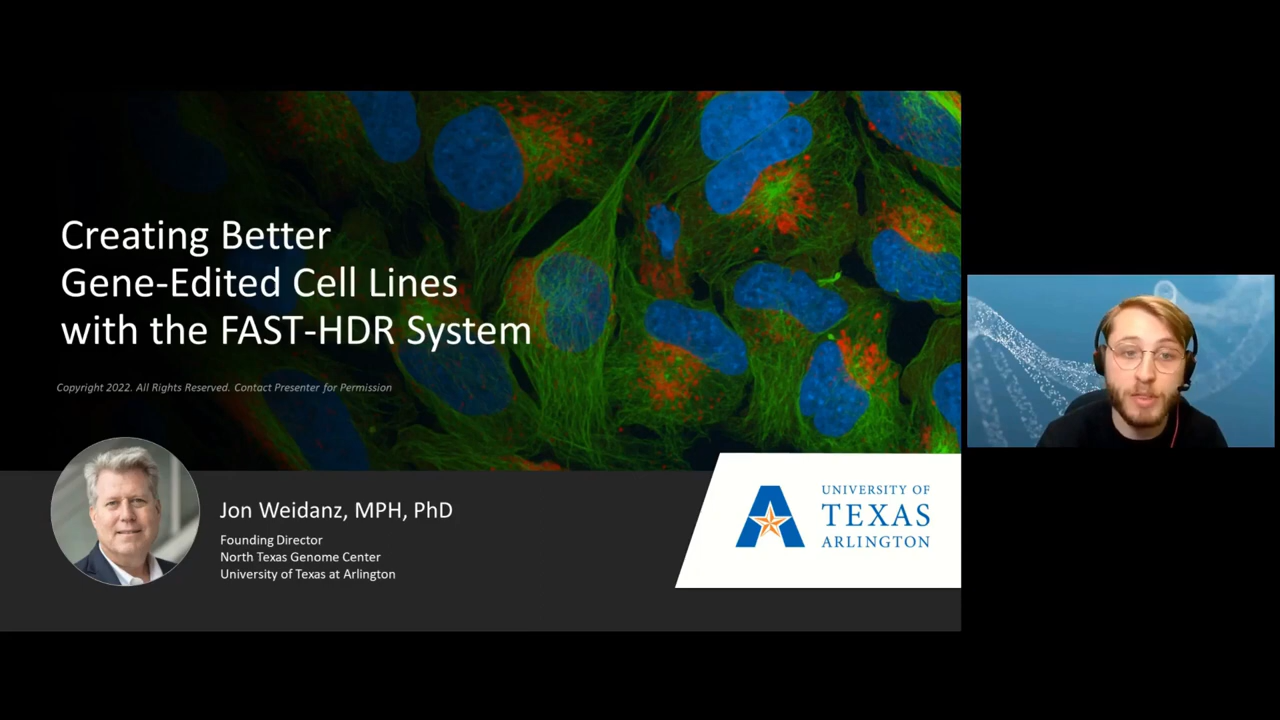 Creating Better
Gene-Edited Cell Lines
with the FAST-HDR System
Copyright 2022. All Rights Reserved. Contact Presenter for Permission
Jon Weidanz, MPH, PhD
Founding Director
North Texas Genome Center
University of Texas at Arlington
UNIVERSITY OF
TEXAS
ARLINGTON